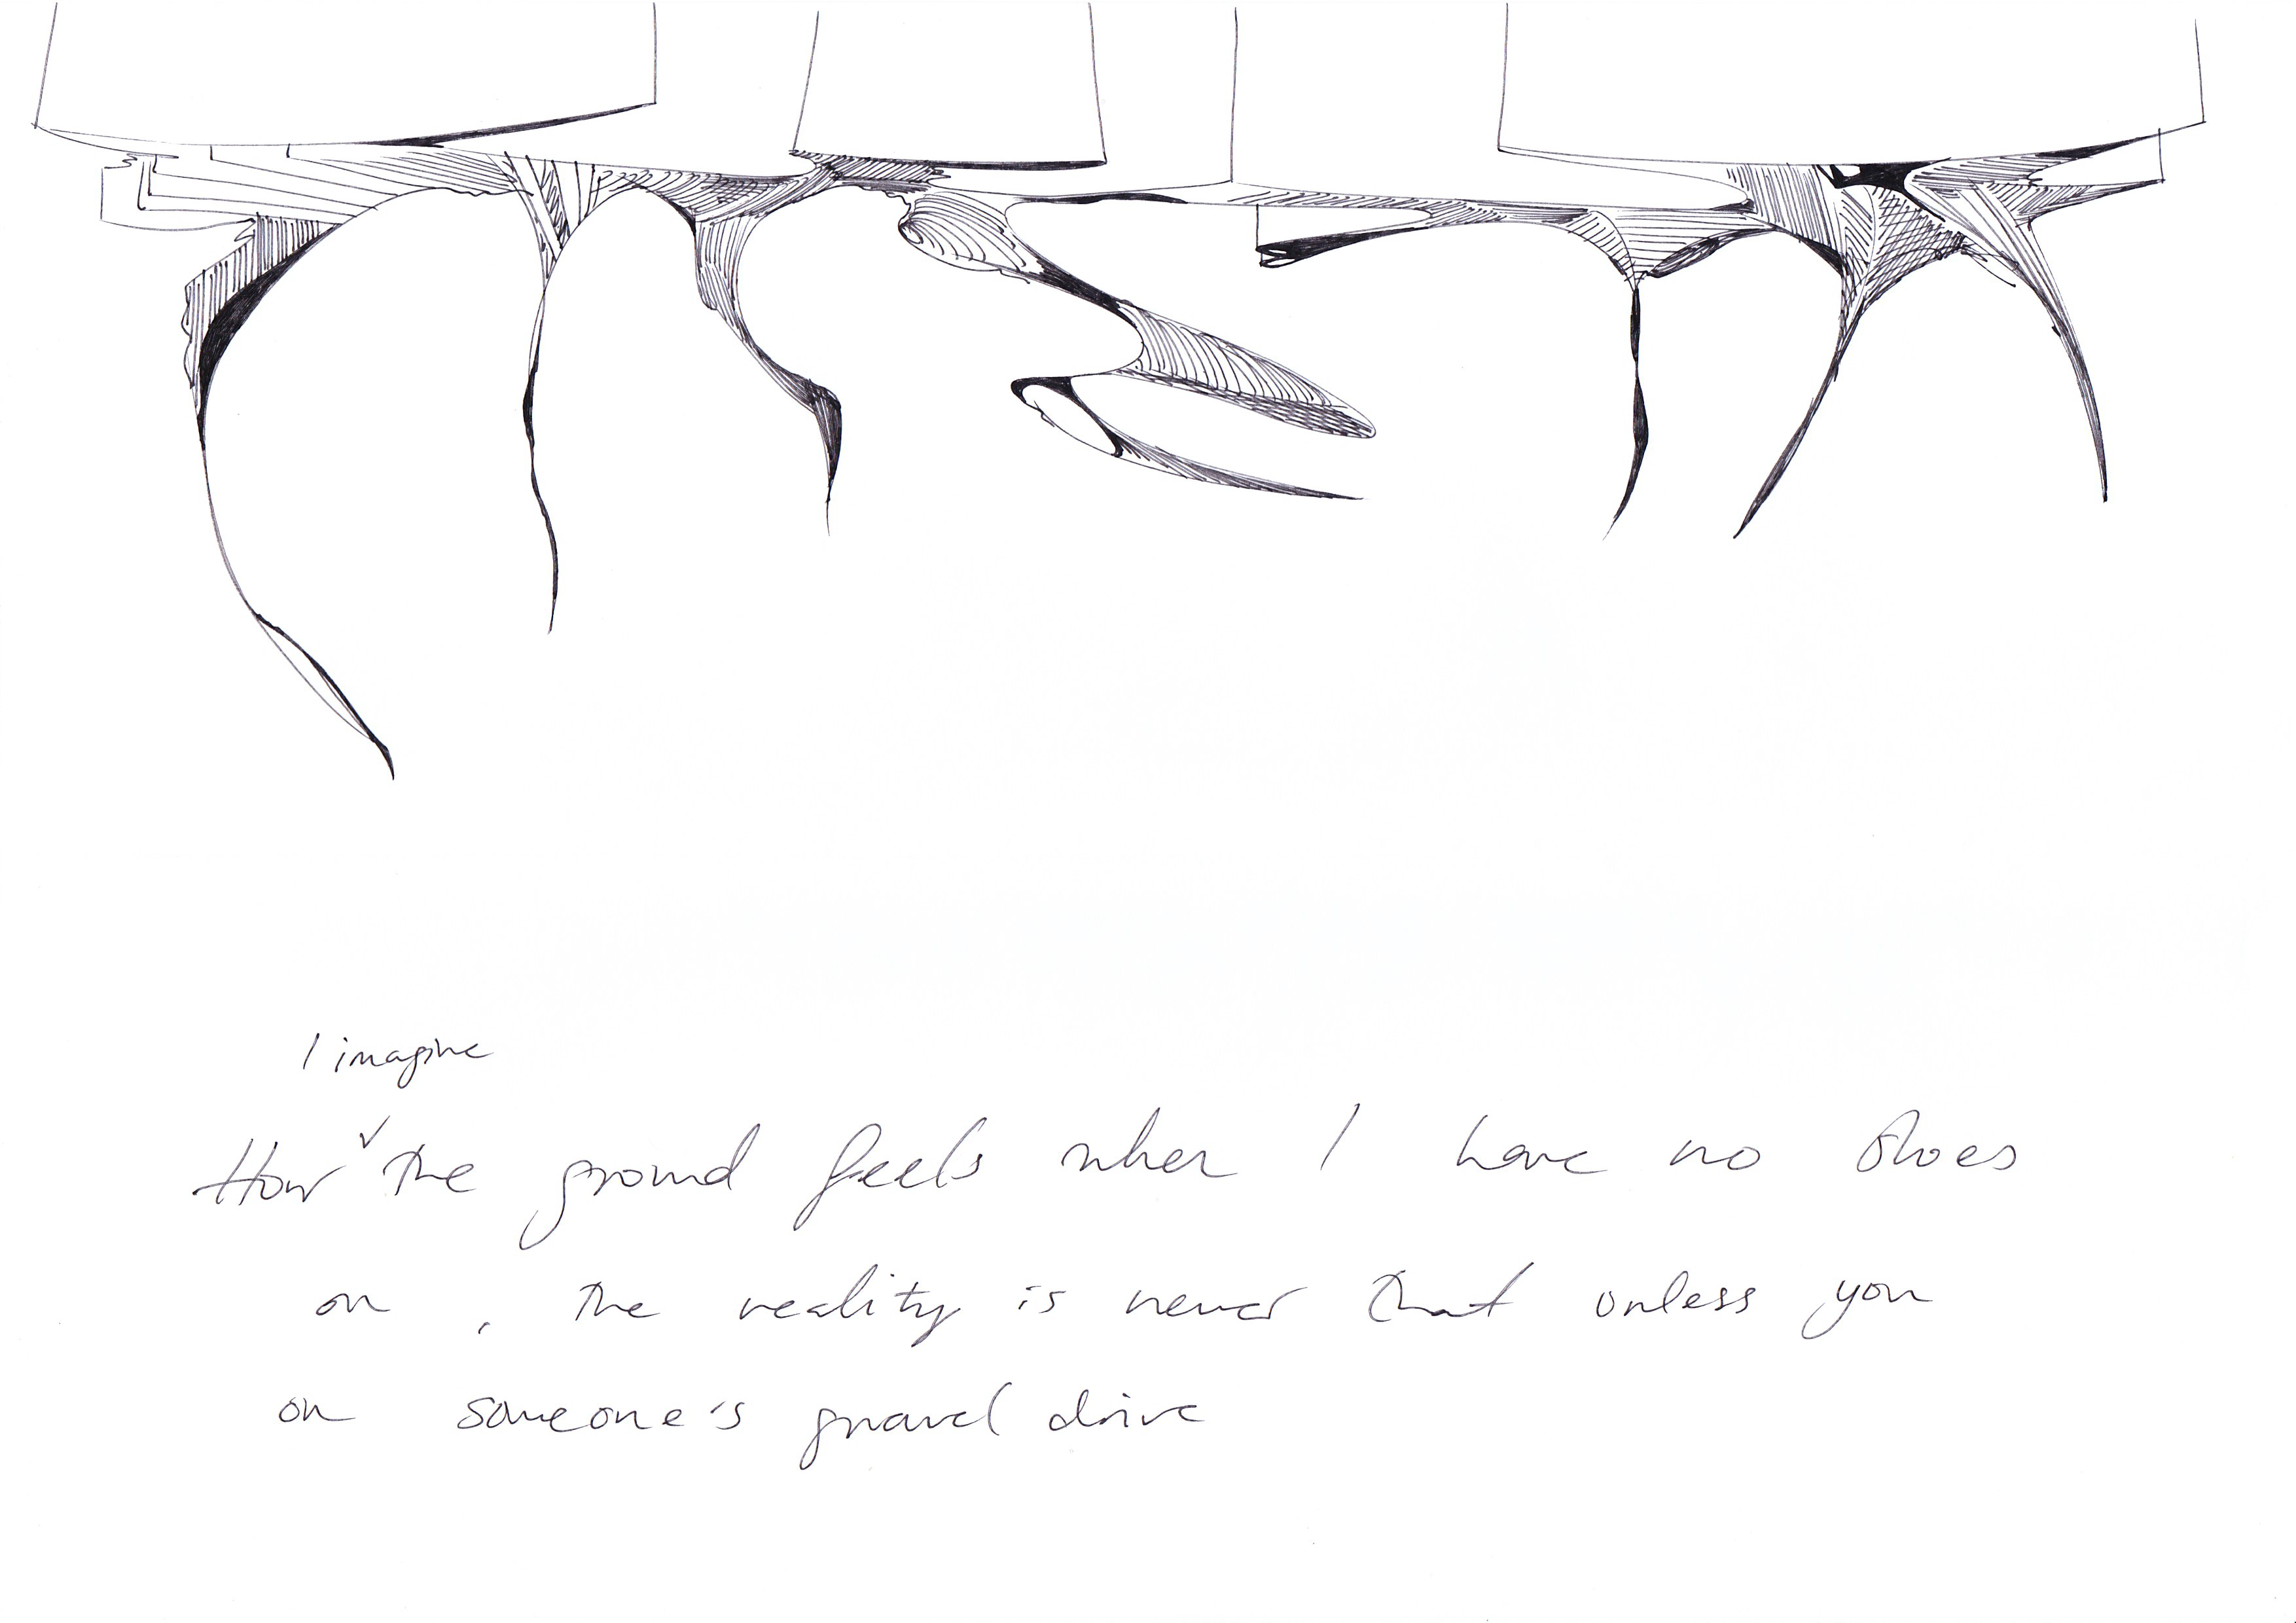 I imagine
How ✓ the ground feels when I have no shoes
on , the reality is never that unless you
on someone's gravel drive